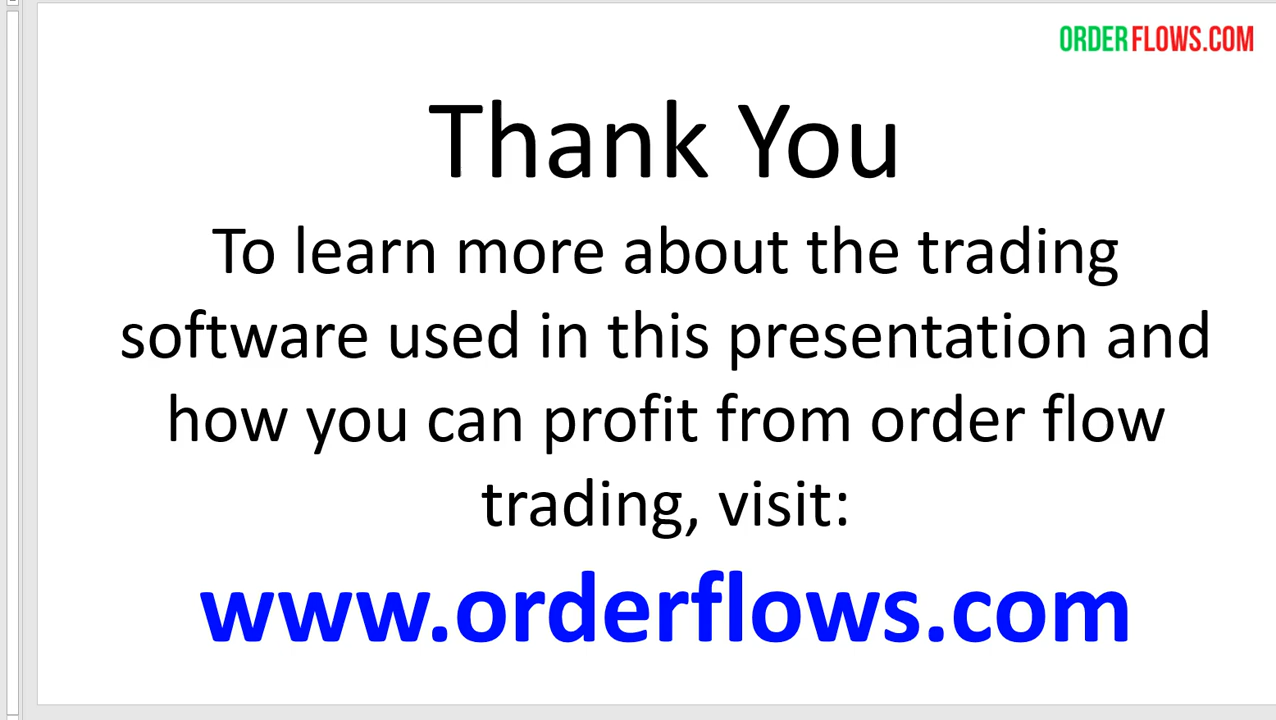 ORDERFLOWS.COM
Thank You
To learn more about the trading
software used in this presentation and
how you can profit from order flow
trading, visit:
www.orderflows.com